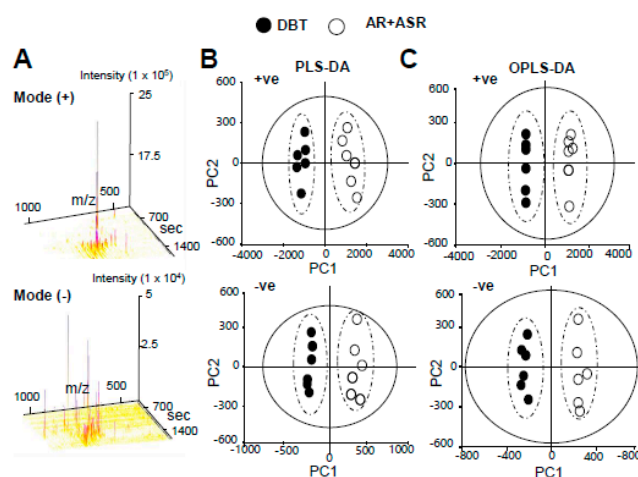 DBT AR+ASR
A
Intensity (1 x 10⁵)
Mode (+)
25
17.5
m/z
500
1000
700
sec
1400
Intensity (1 x 10⁴)
Mode (-)
5
2.5
m/z
500
1000
700
sec
1400
B
PLS-DA
+ve
PC2
600
300
0
-300
-600
-4000 -2000 0 2000 4000
PC1
-ve
PC2
600
300
0
-300
-600
-1000 -500 0 500 1000
PC1
C
OPLS-DA
+ve
PC2
600
300
0
-300
-600
-4000 -2000 0 2000 4000
PC1
-ve
PC2
600
300
0
-300
-600
-800 -400 0 400 800
PC1